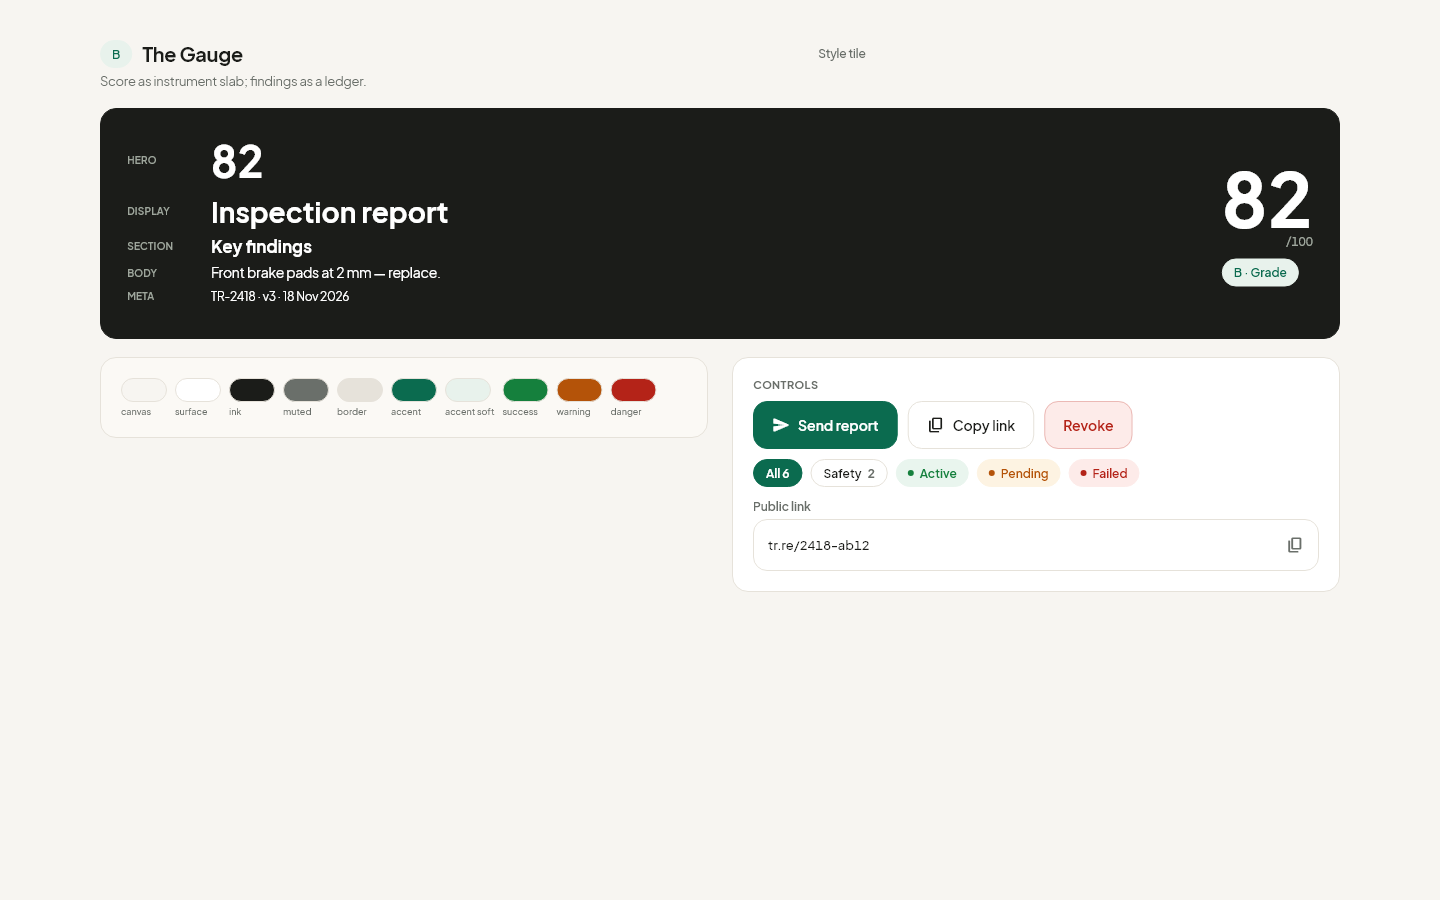 B The Gauge
Style tile
Score as instrument slab; findings as a ledger.
HERO 82
DISPLAY Inspection report
SECTION Key findings
BODY Front brake pads at 2 mm — replace.
META TR-2418 · v3 · 18 Nov 2026
82
/100
B · Grade
canvas surface ink muted border accent accent soft success warning danger
CONTROLS
Send report Copy link Revoke
All 6 Safety 2 Active Pending Failed
Public link
tr.re/2418-ab12